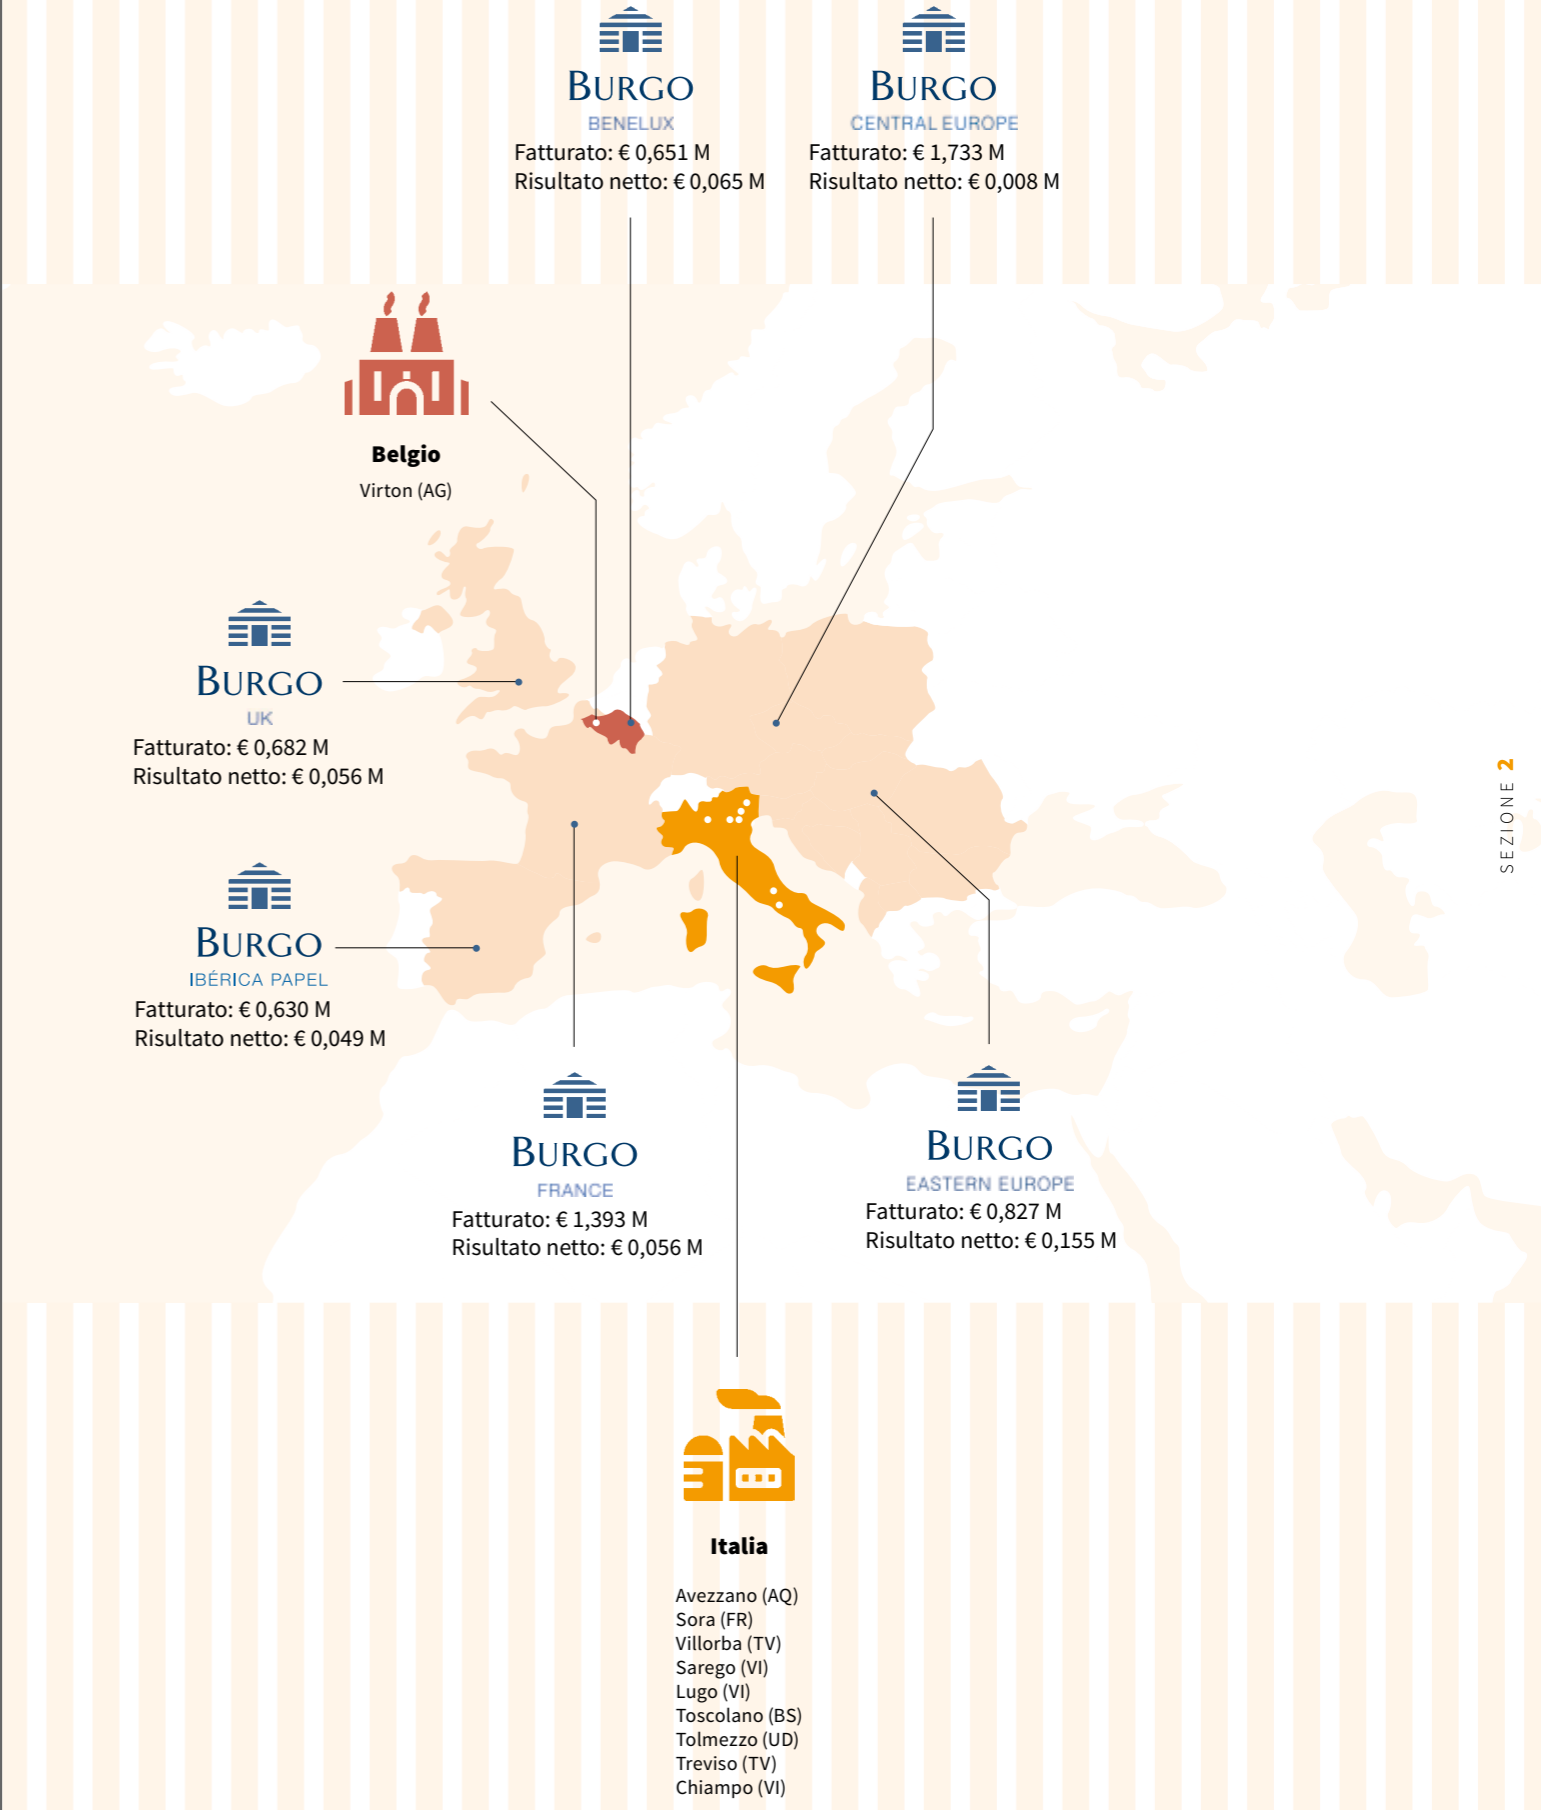 BURGO
BENELUX
Fatturato: € 0,651 M
Risultato netto: € 0,065 M
BURGO
CENTRAL EUROPE
Fatturato: € 1,733 M
Risultato netto: € 0,008 M
Belgio
Virton (AG)
BURGO
UK
Fatturato: € 0,682 M
Risultato netto: € 0,056 M
SEZIONE 2
BURGO
IBÉRICA PAPEL
Fatturato: € 0,630 M
Risultato netto: € 0,049 M
BURGO
FRANCE
Fatturato: € 1,393 M
Risultato netto: € 0,056 M
BURGO
EASTERN EUROPE
Fatturato: € 0,827 M
Risultato netto: € 0,155 M
Italia
Avezzano (AQ)
Sora (FR)
Villorba (TV)
Sarego (VI)
Lugo (VI)
Toscolano (BS)
Tolmezzo (UD)
Treviso (TV)
Chiampo (VI)